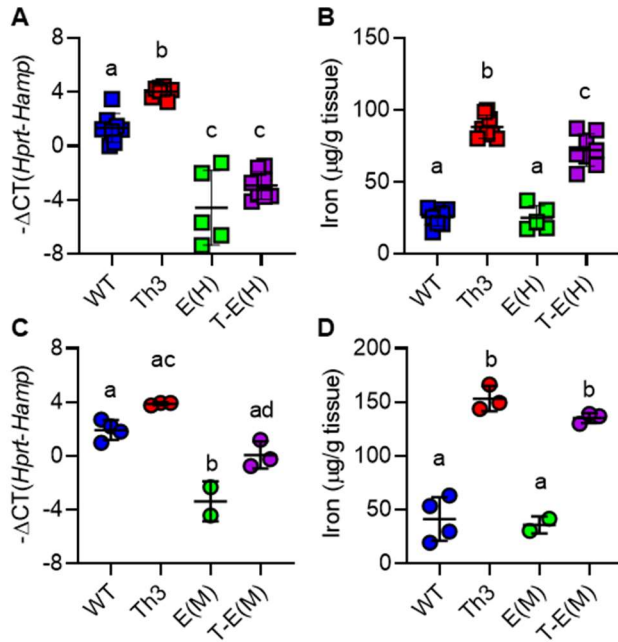 A
-ΔCT(Hprt-Hamp)
8
4
0
-4
-8
a
b
c
c
WT
Th3
E(H)
T-E(H)
B
Iron (µg/g tissue)
150
100
50
0
a
b
a
c
WT
Th3
E(H)
T-E(H)
C
-ΔCT(Hprt-Hamp)
8
4
0
-4
-8
a
ac
b
ad
WT
Th3
E(M)
T-E(M)
D
Iron (µg/g tissue)
200
150
100
50
0
a
b
a
b
WT
Th3
E(M)
T-E(M)